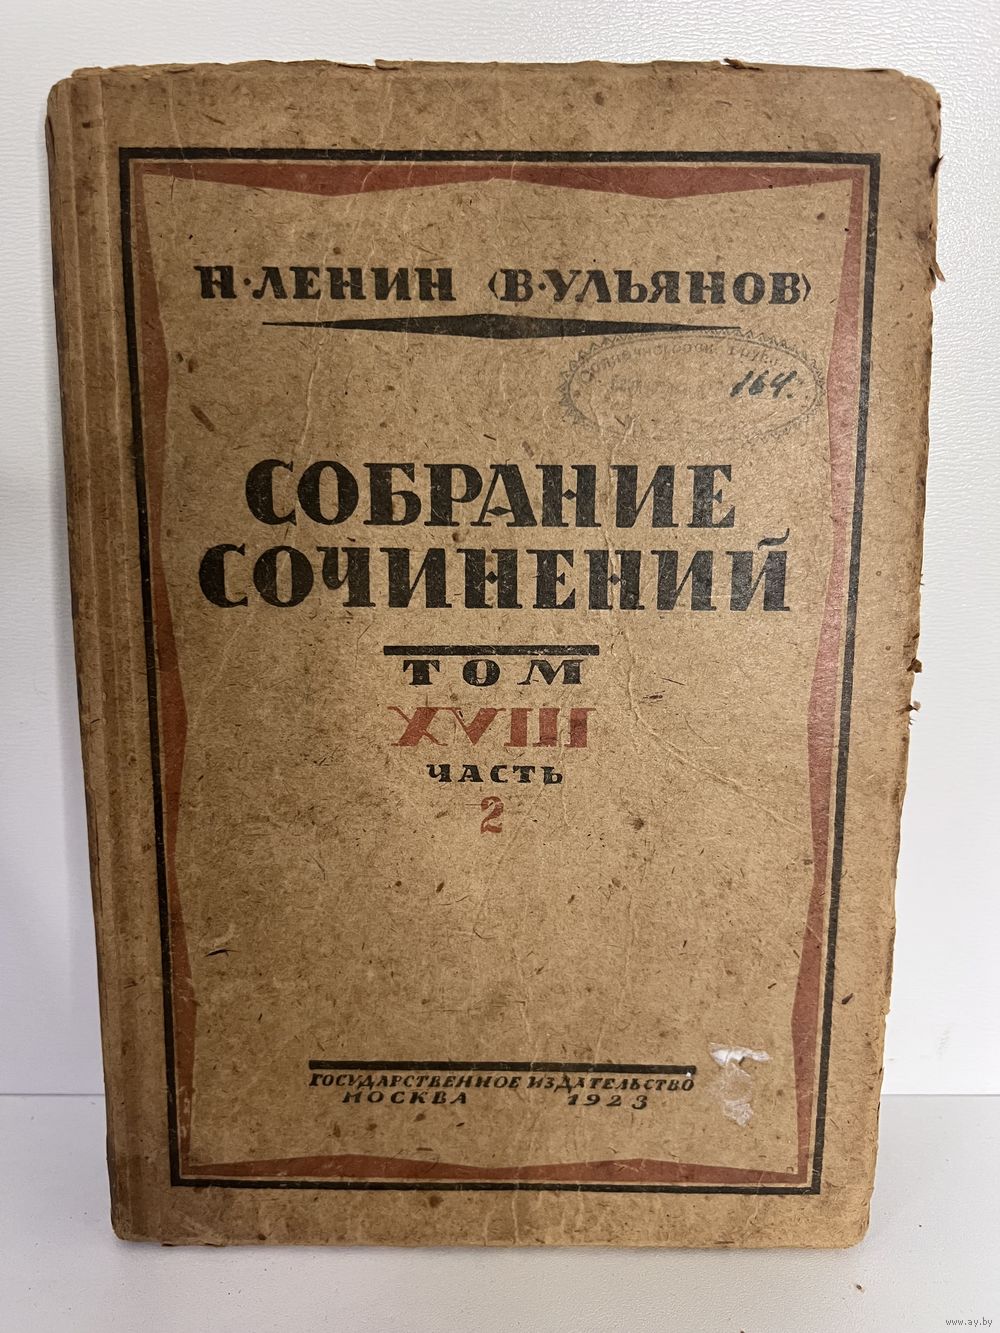 Н·ЛЕНИН (В·УЛЬЯНОВ)
164.
СОБРАНИЕ
СОЧИНЕНИЙ
ТОМ
XVIII
ЧАСТЬ
2
ГОСУДАРСТВЕННОЕ ИЗДАТЕЛЬСТВО
МОСКВА 1923
www.ay.by